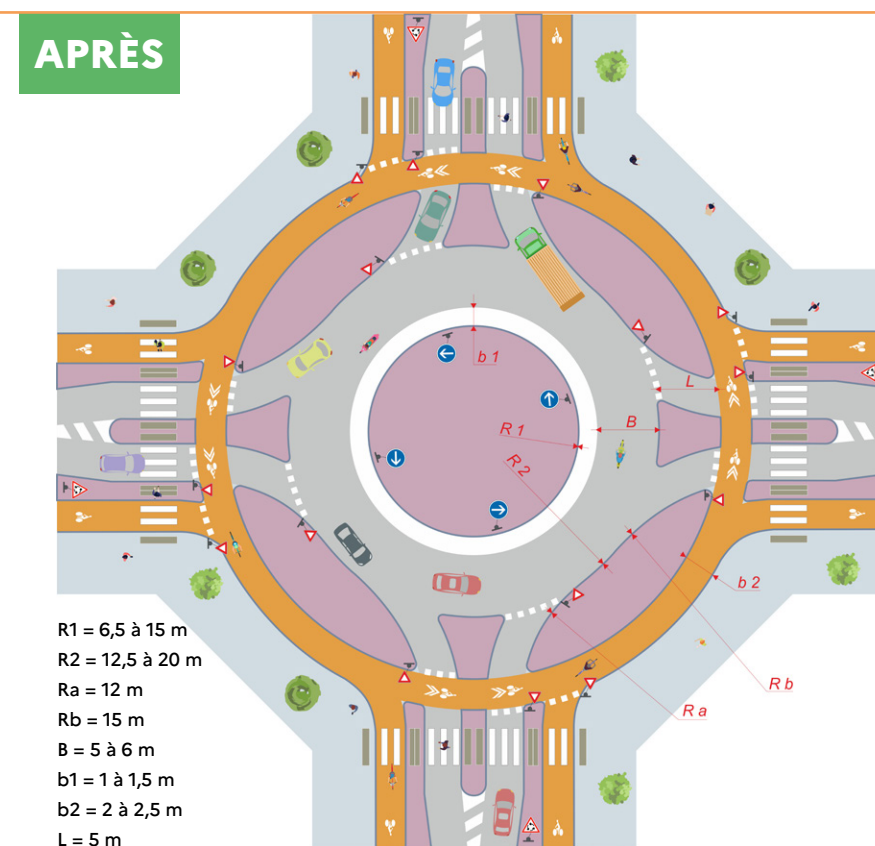 APRÈS
b 1
L
B
R 1
R 2
b 2
R b
R a
R1 = 6,5 à 15 m
R2 = 12,5 à 20 m
Ra = 12 m
Rb = 15 m
B = 5 à 6 m
b1 = 1 à 1,5 m
b2 = 2 à 2,5 m
L = 5 m